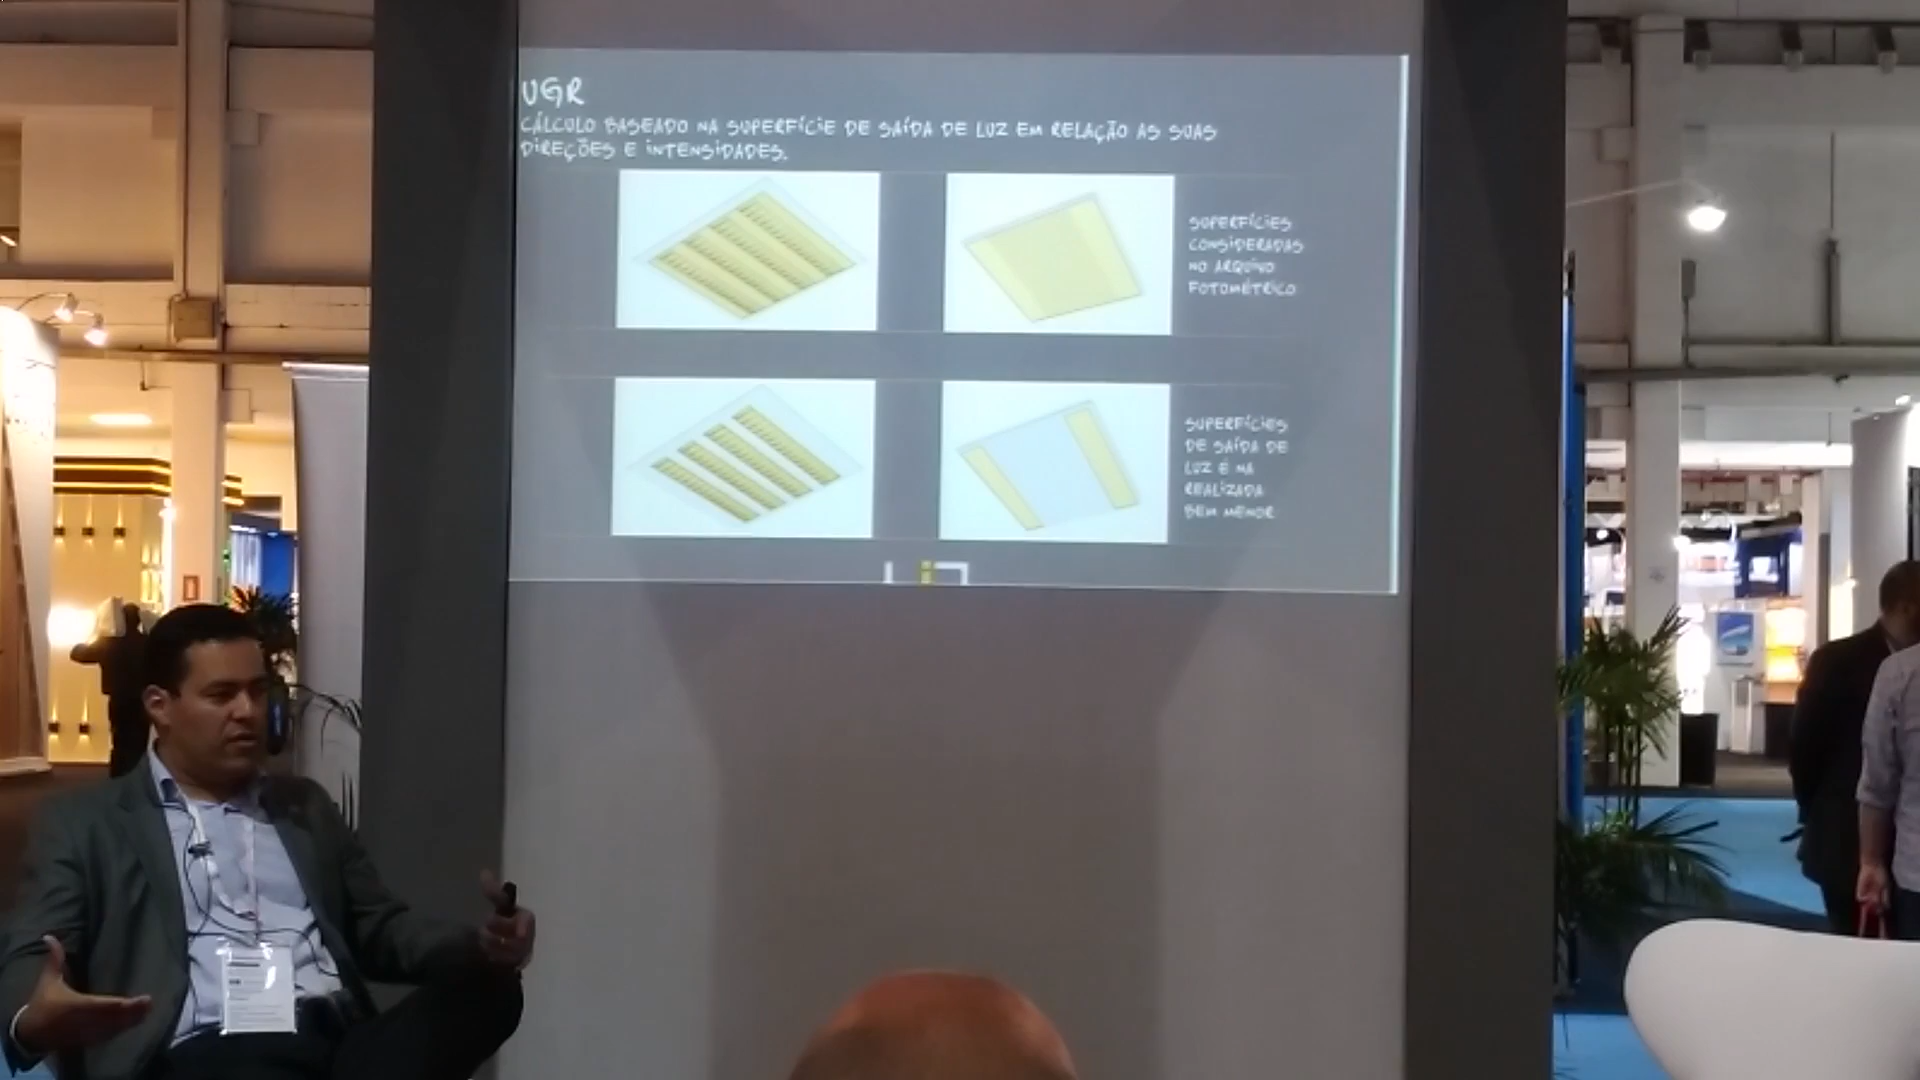 UGR
CÁLCULO BASEADO NA SUPERFÍCIE DE SAÍDA DE LUZ EM RELAÇÃO AS SUAS
DIREÇÕES E INTENSIDADES.
SUPERFÍCIES
CONSIDERADAS
NO ARQUIVO
FOTOMÉTRICO
SUPERFÍCIES
DE SAÍDA DE
LUZ É NA
REALIZADA
BEM MENOR